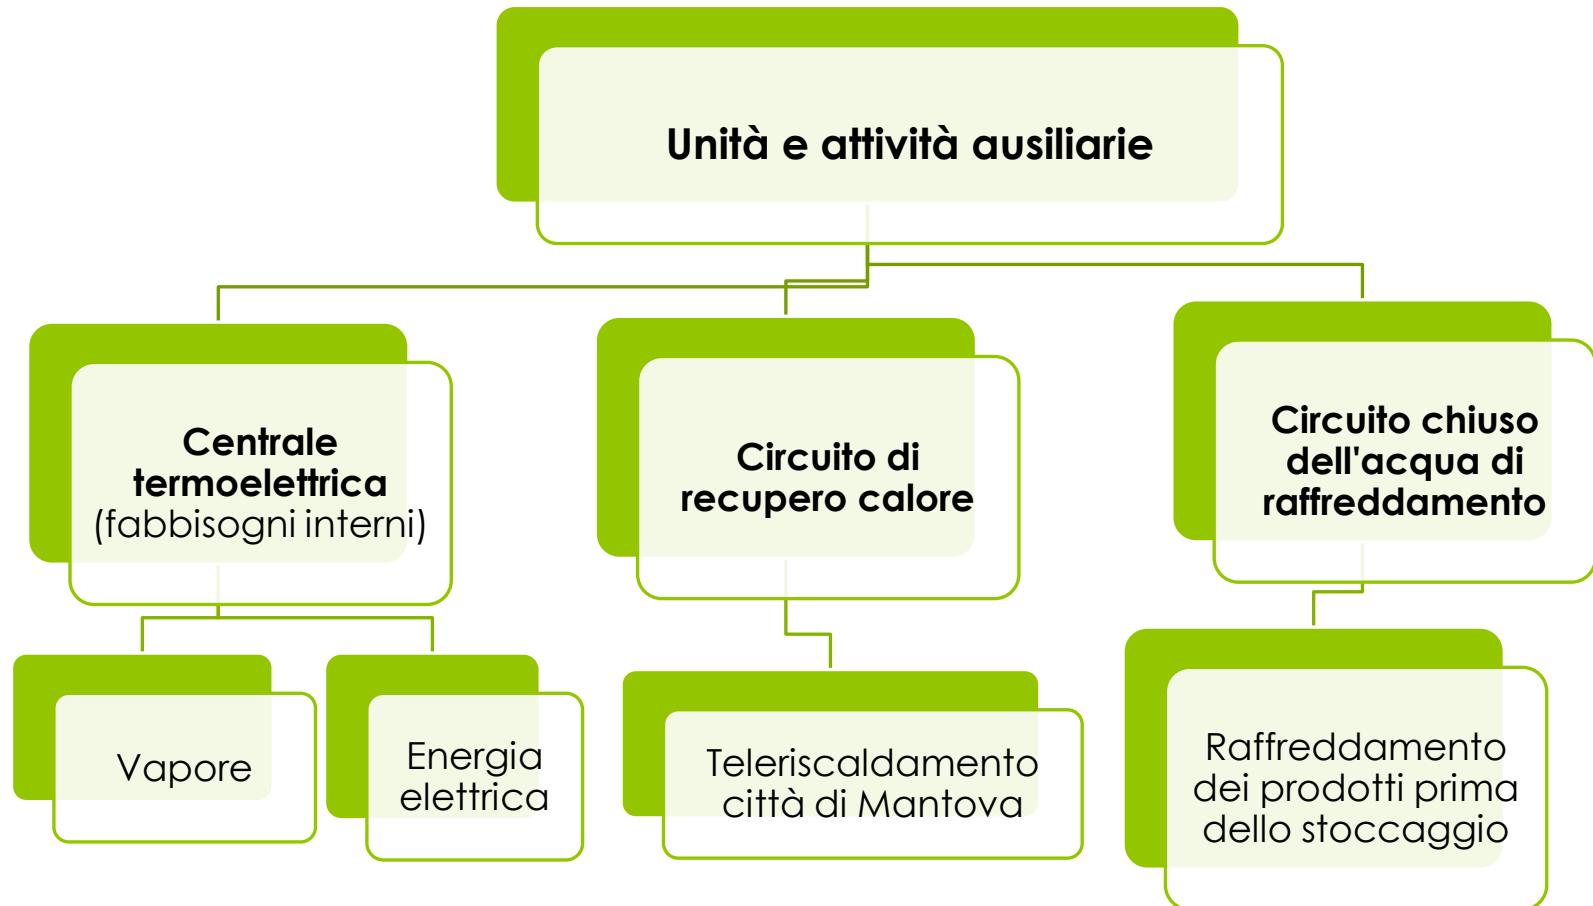 Unità e attività ausiliarie
Centrale
termoelettrica
(fabbisogni interni)
Circuito di
recupero calore
Circuito chiuso
dell'acqua di
raffreddamento
Vapore
Energia
elettrica
Teleriscaldamento
città di Mantova
Raffreddamento
dei prodotti prima
dello stoccaggio